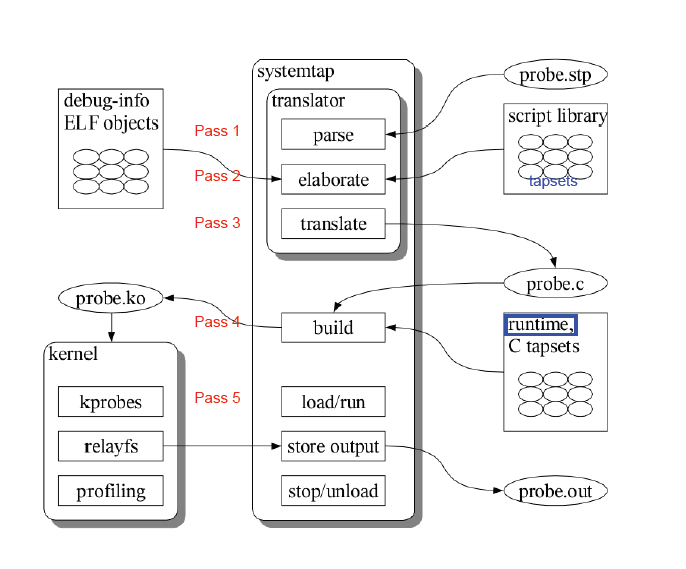 systemtap
probe.stp
translator
debug-info
ELF objects
script library
Pass 1
parse
Pass 2
elaborate
tapsets
Pass 3
translate
probe.ko
probe.c
Pass 4
build
runtime,
C tapsets
kernel
kprobes
Pass 5
load/run
relayfs
store output
profiling
stop/unload
probe.out